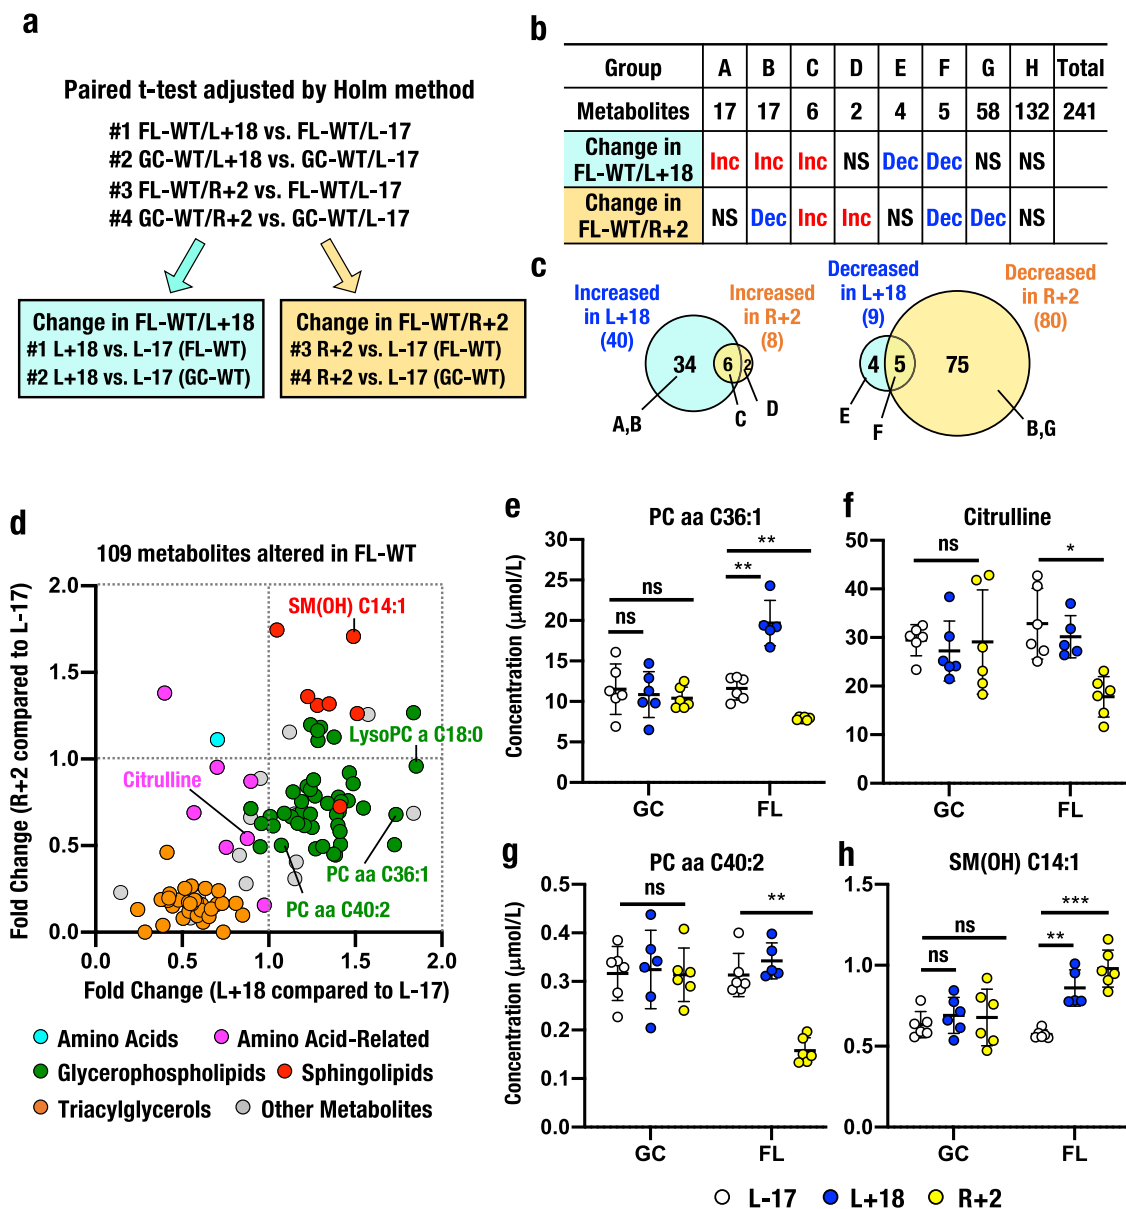 a
Paired t-test adjusted by Holm method
#1 FL-WT/L+18 vs. FL-WT/L-17
#2 GC-WT/L+18 vs. GC-WT/L-17
#3 FL-WT/R+2 vs. FL-WT/L-17
#4 GC-WT/R+2 vs. GC-WT/L-17
Change in FL-WT/L+18
#1 L+18 vs. L-17 (FL-WT)
#2 L+18 vs. L-17 (GC-WT)
Change in FL-WT/R+2
#3 R+2 vs. L-17 (FL-WT)
#4 R+2 vs. L-17 (GC-WT)
b
Group A B C D E F G H Total
Metabolites 17 17 6 2 4 5 58 132 241
Change in
FL-WT/L+18 Inc Inc Inc NS Dec Dec NS NS
Change in
FL-WT/R+2 NS Dec Inc Inc NS Dec Dec NS
c
Increased
in L+18
(40)
Increased
in R+2
(8)
34 6 2
A,B C D
Decreased
in L+18
(9)
Decreased
in R+2
(80)
4 5 75
E F B,G
d
109 metabolites altered in FL-WT
Fold Change (R+2 compared to L-17)
2.0
1.5
1.0
0.5
0.0
SM(OH) C14:1
LysoPC a C18:0
Citrulline
PC aa C36:1
PC aa C40:2
0.0 0.5 1.0 1.5 2.0
Fold Change (L+18 compared to L-17)
Amino Acids Amino Acid-Related
Glycerophospholipids Sphingolipids
Triacylglycerols Other Metabolites
e
PC aa C36:1
Concentration (μmol/L)
30
25
20
15
10
5
0
ns
ns
**
**
GC FL
f
Citrulline
50
40
30
20
10
0
ns *
GC FL
g
PC aa C40:2
Concentration (μmol/L)
0.5
0.4
0.3
0.2
0.1
0.0
ns **
GC FL
h
SM(OH) C14:1
1.5
1.0
0.5
0.0
ns
ns
***
**
GC FL
L-17 L+18 R+2